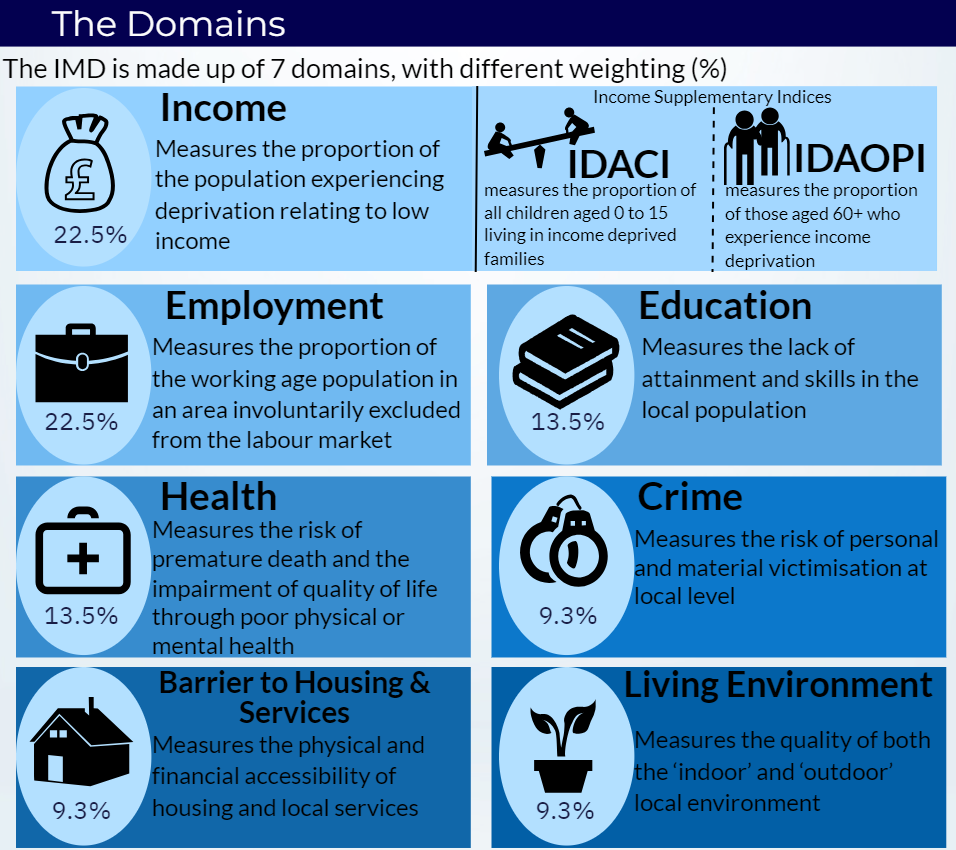 The Domains
The IMD is made up of 7 domains, with different weighting (%)
Income
Measures the proportion of
the population experiencing
deprivation relating to low
income
£
22.5%
Income Supplementary Indices
IDACI
measures the proportion of
all children aged 0 to 15
living in income deprived
families
IDAOPI
measures the proportion
of those aged 60+ who
experience income
deprivation
Employment
Measures the proportion of
the working age population in
an area involuntarily excluded
from the labour market
22.5%
Education
Measures the lack of
attainment and skills in the
local population
13.5%
Health
Measures the risk of
premature death and the
impairment of quality of life
through poor physical or
mental health
13.5%
Crime
Measures the risk of personal
and material victimisation at
local level
9.3%
Barrier to Housing &
Services
Measures the physical and
financial accessibility of
housing and local services
9.3%
Living Environment
Measures the quality of both
the ‘indoor’ and ‘outdoor’
local environment
9.3%